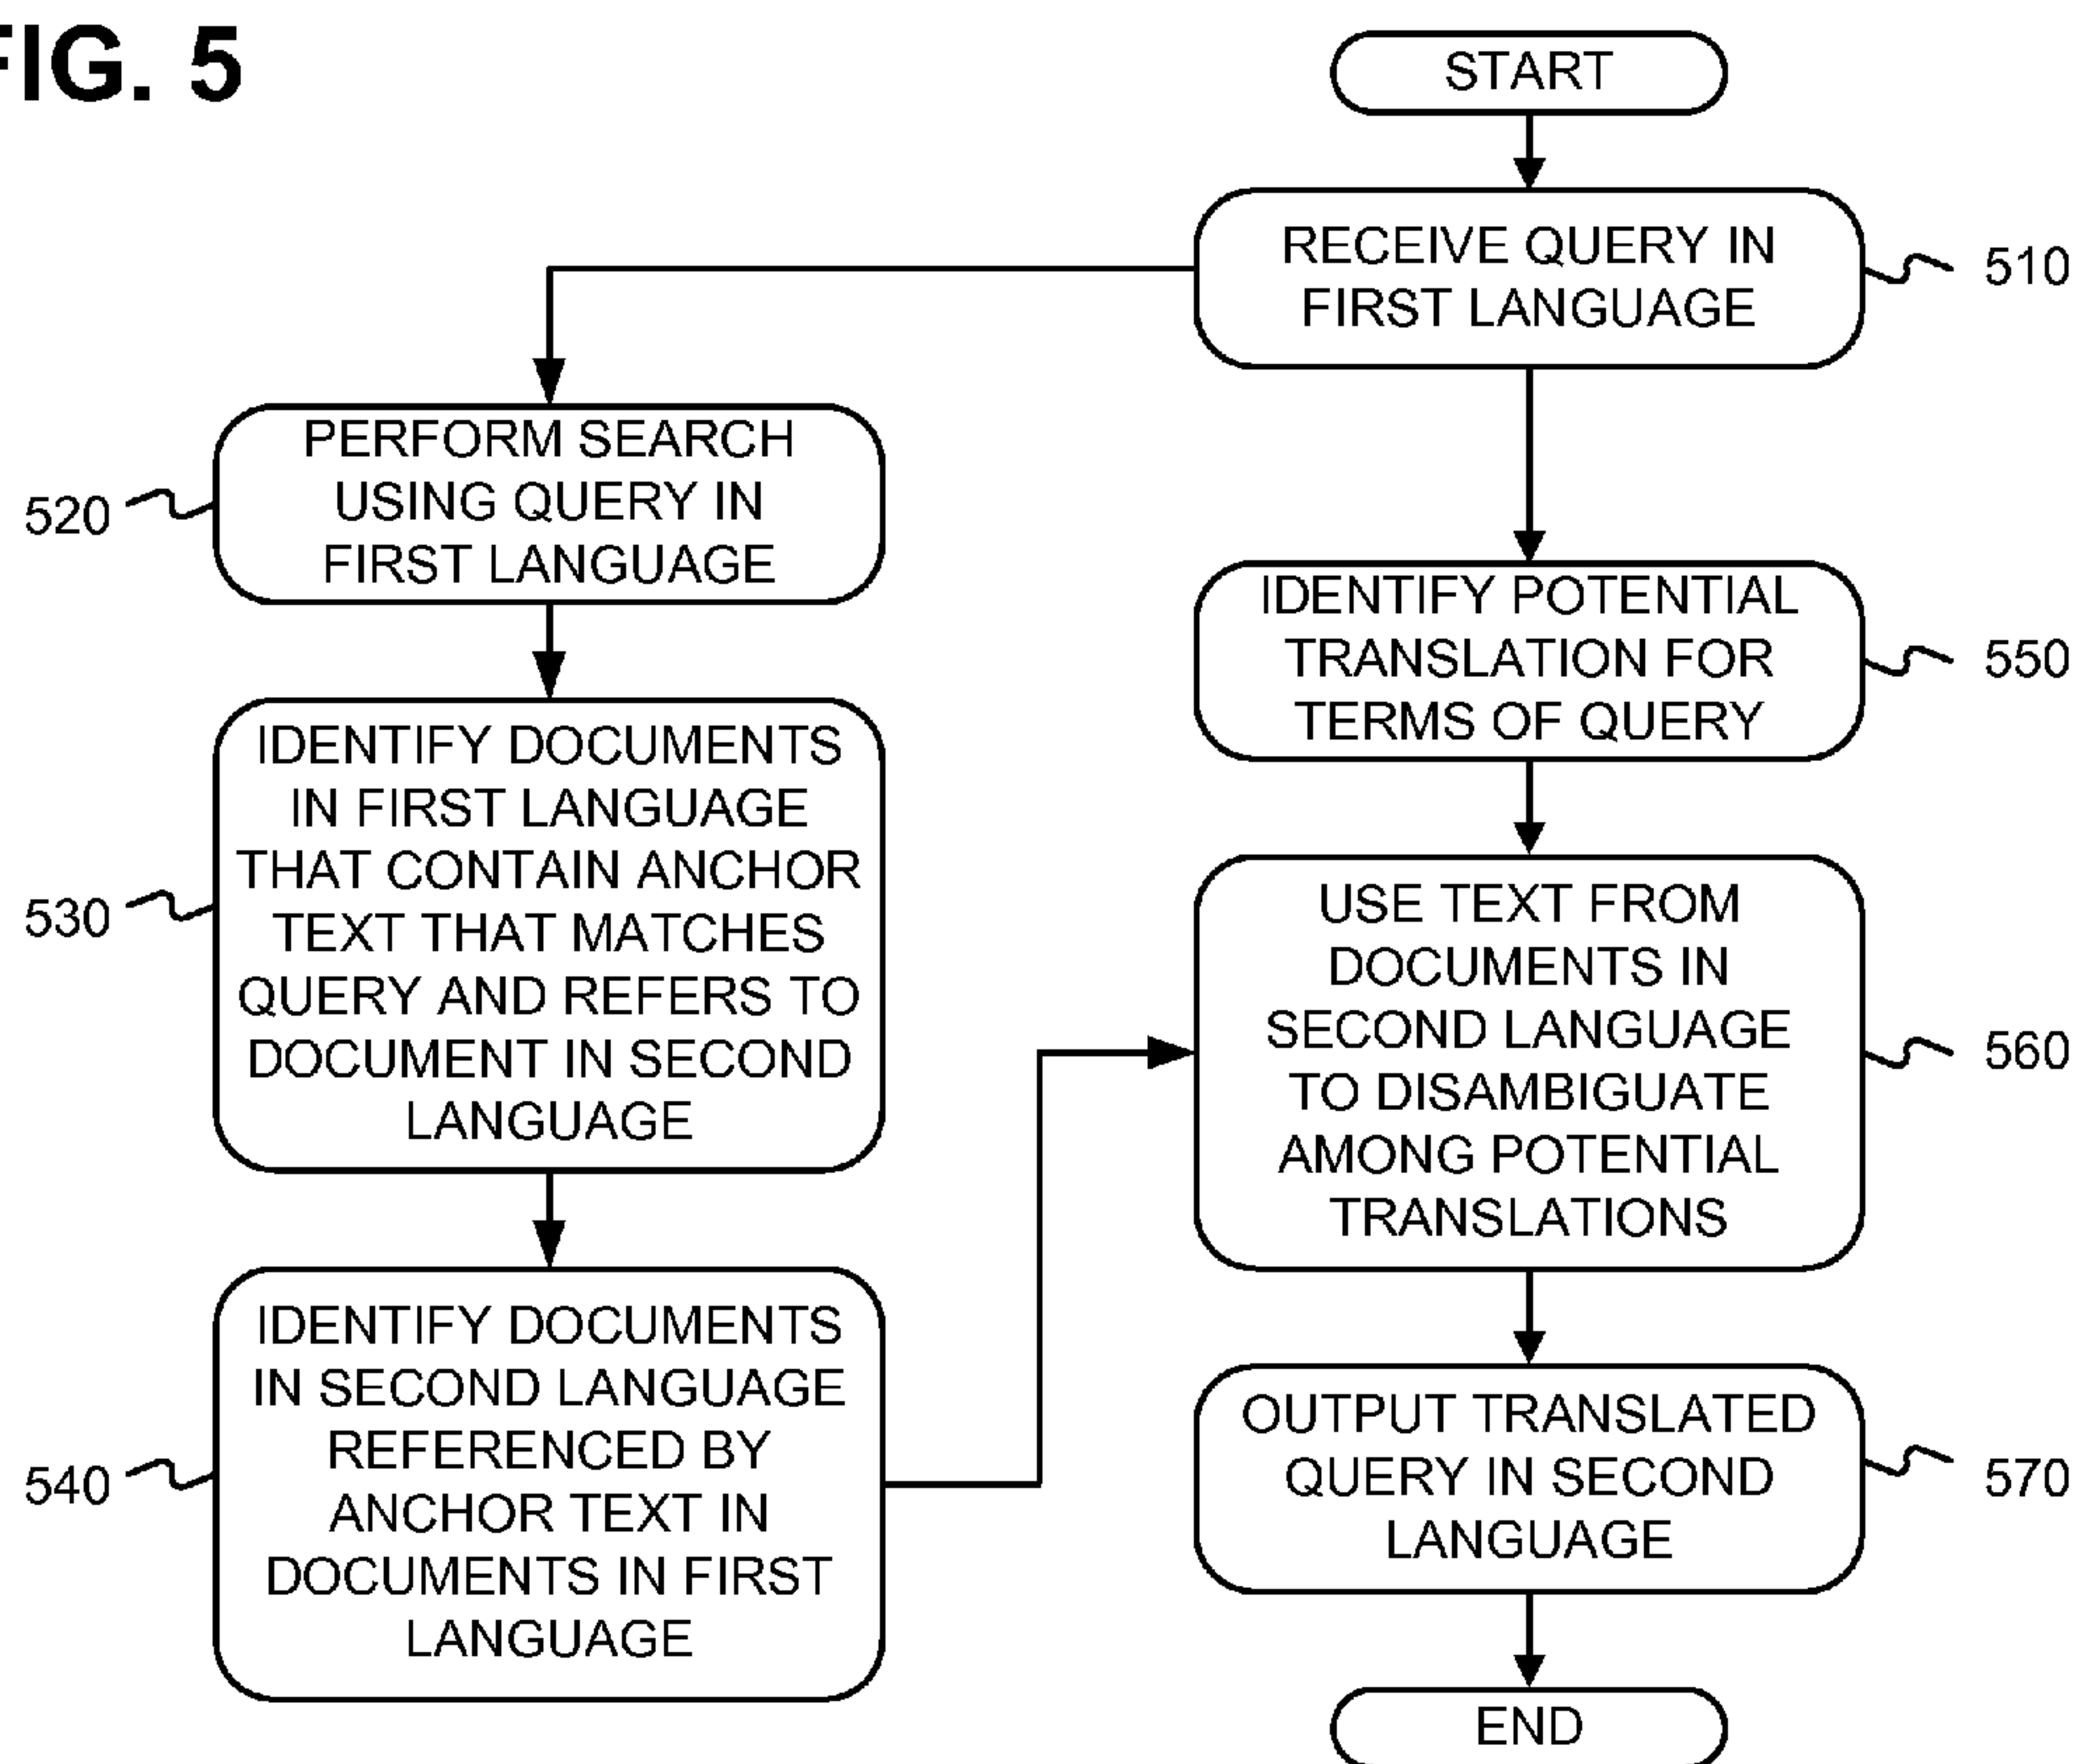 FIG. 5
START
RECEIVE QUERY IN
FIRST LANGUAGE
510
PERFORM SEARCH
USING QUERY IN
FIRST LANGUAGE
520
IDENTIFY DOCUMENTS
IN FIRST LANGUAGE
THAT CONTAIN ANCHOR
TEXT THAT MATCHES
QUERY AND REFERS TO
DOCUMENT IN SECOND
LANGUAGE
530
IDENTIFY DOCUMENTS
IN SECOND LANGUAGE
REFERENCED BY
ANCHOR TEXT IN
DOCUMENTS IN FIRST
LANGUAGE
540
IDENTIFY POTENTIAL
TRANSLATION FOR
TERMS OF QUERY
550
USE TEXT FROM
DOCUMENTS IN
SECOND LANGUAGE
TO DISAMBIGUATE
AMONG POTENTIAL
TRANSLATIONS
560
OUTPUT TRANSLATED
QUERY IN SECOND
LANGUAGE
570
END